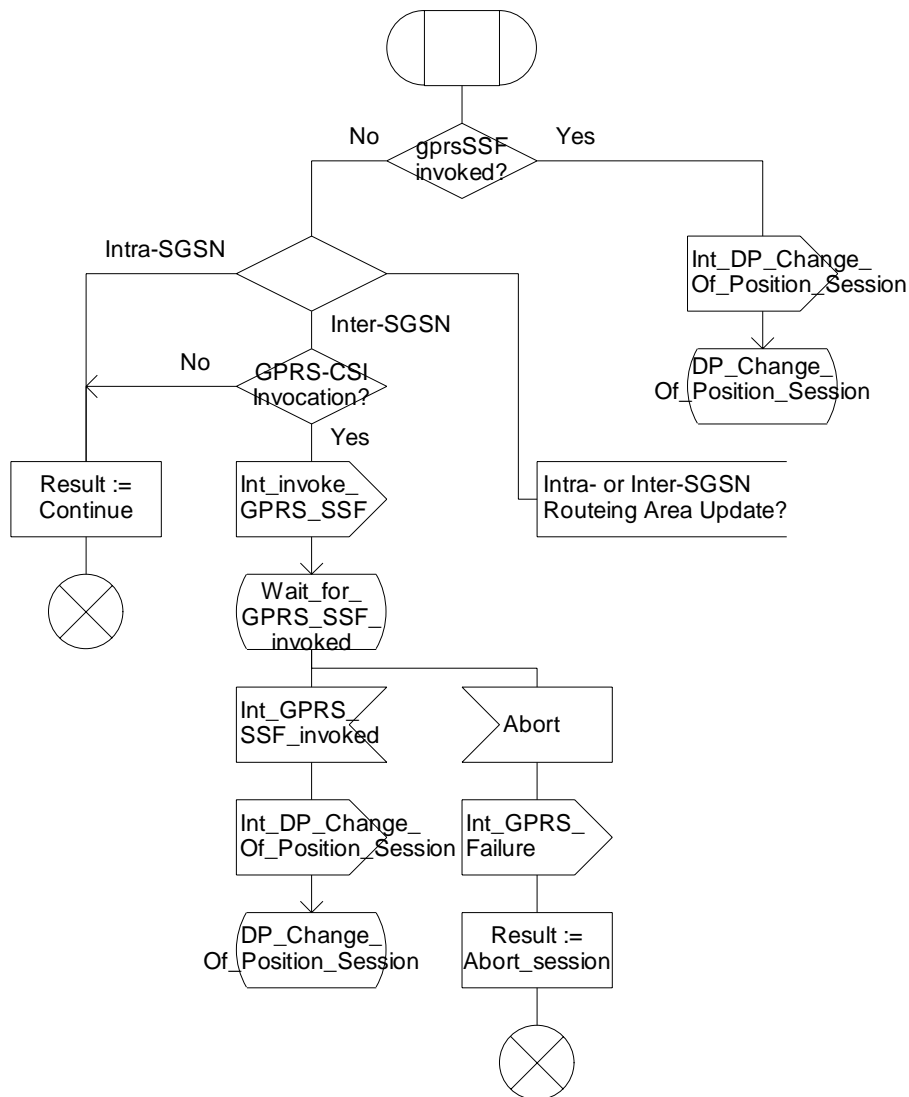 No
gprsSSF
invoked?
Yes
Intra-SGSN
Int_DP_Change_
Of_Position_Session
Inter-SGSN
No
GPRS-CSI
Invocation?
DP_Change_
Of_Position_Session
Yes
Result :=
Continue
Int_invoke_
GPRS_SSF
Intra- or Inter-SGSN
Routeing Area Update?
Wait_for_
GPRS_SSF_
invoked
Int_GPRS_
SSF_invoked
Abort
Int_DP_Change_
Of_Position_Session
Int_GPRS_
Failure
DP_Change_
Of_Position_Session
Result :=
Abort_session